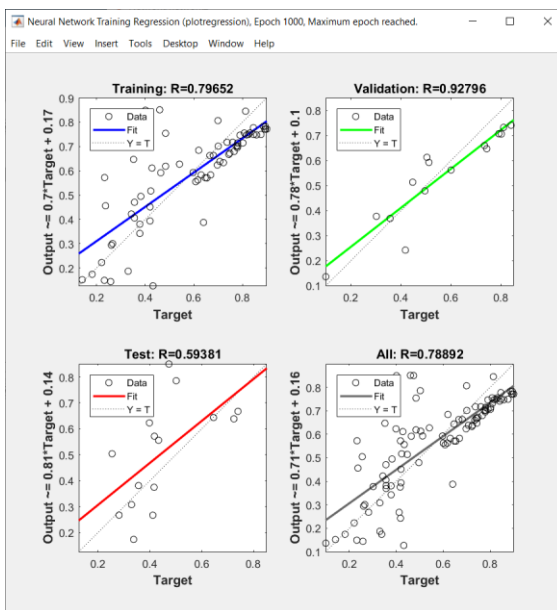 Neural Network Training Regression (plotregression), Epoch 1000, Maximum epoch reached.
File Edit View Insert Tools Desktop Window Help
Training: R=0.79652
Output ~= 0.7*Target + 0.17
0.9
0.8
0.7
0.6
0.5
0.4
0.3
0.2
Data
Fit
Y = T
0.2 0.4 0.6 0.8
Target
Validation: R=0.92796
Output ~= 0.78*Target + 0.1
0.8
0.7
0.6
0.5
0.4
0.3
0.2
0.1
Data
Fit
Y = T
0.2 0.4 0.6 0.8
Target
Test: R=0.59381
Output ~= 0.81*Target + 0.14
0.8
0.7
0.6
0.5
0.4
0.3
0.2
Data
Fit
Y = T
0.2 0.4 0.6 0.8
Target
All: R=0.78892
Output ~= 0.71*Target + 0.16
0.8
0.7
0.6
0.5
0.4
0.3
0.2
0.1
Data
Fit
Y = T
0.2 0.4 0.6 0.8
Target